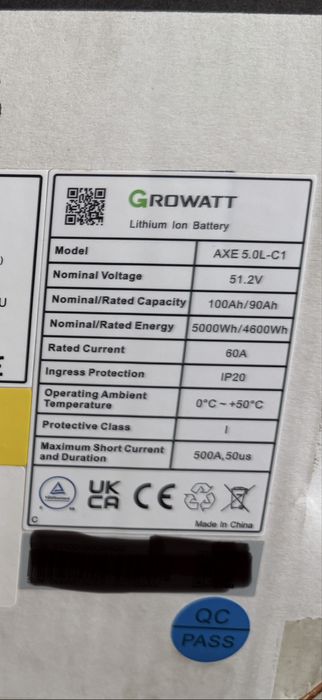 GROWATT
Lithium Ion Battery
Model AXE 5.0L-C1
Nominal Voltage 51.2V
Nominal/Rated Capacity 100Ah/90Ah
Nominal/Rated Energy 5000Wh/4600Wh
Rated Current 60A
Ingress Protection IP20
Operating Ambient
Temperature 0°C ~ +50°C
Protective Class I
Maximum Short Current
and Duration 500A,50us
UK
CA CE
C Made in China
QC
PASS